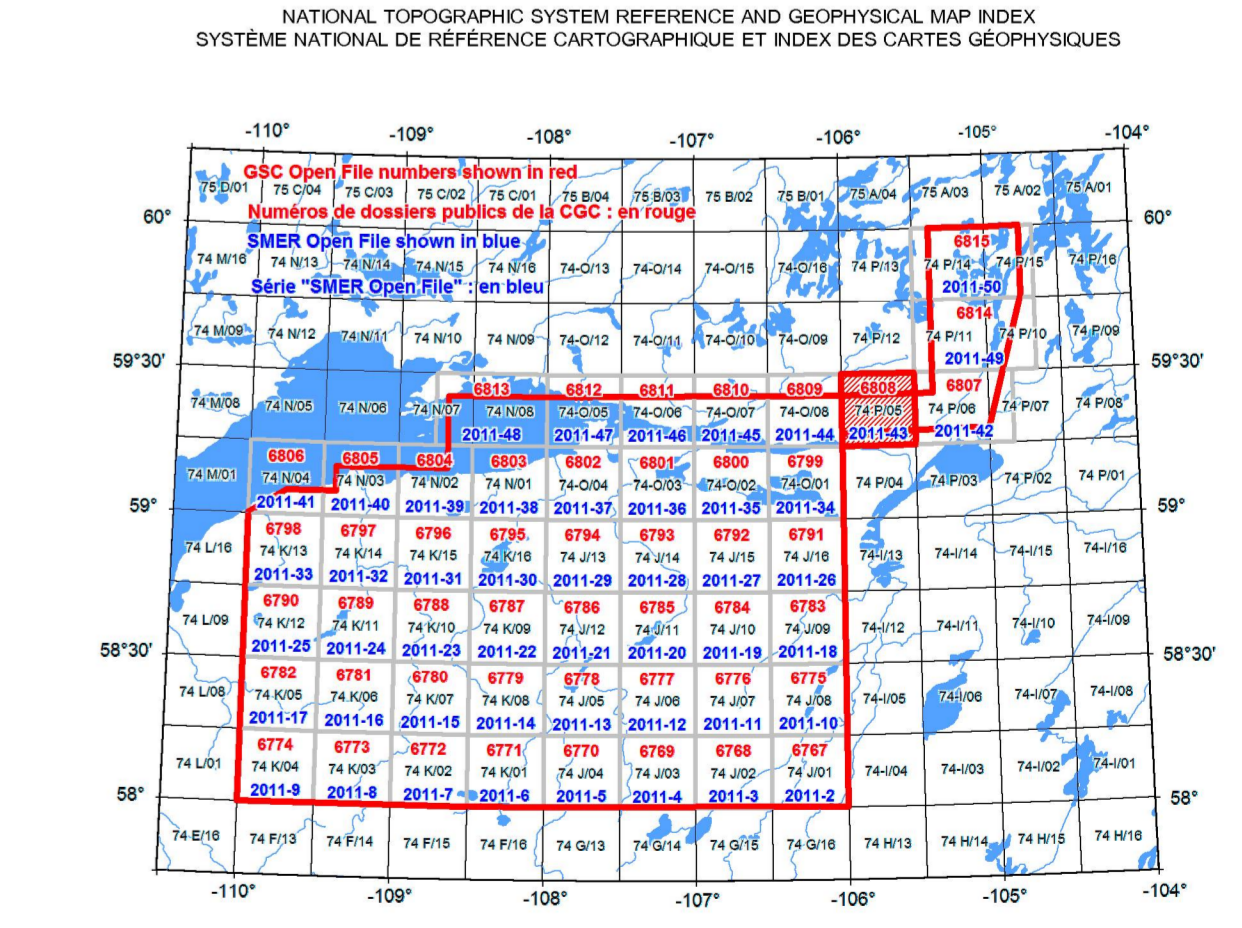 NATIONAL TOPOGRAPHIC SYSTEM REFERENCE AND GEOPHYSICAL MAP INDEX
SYSTÈME NATIONAL DE RÉFÉRENCE CARTOGRAPHIQUE ET INDEX DES CARTES GÉOPHYSIQUES
-110° -109° -108° -107° -106° -105° -104°
GSC Open File numbers shown in red
75 D/01 75 C/04 75 C/03 75 C/02 75 C/01 75 B/04 75 B/03 75 B/02 75 B/01 75 A/04 75 A/03 75 A/02 75 A/01
Numéros de dossiers publics de la CGC : en rouge
60° 60°
SMER Open File shown in blue
6815
74 M/16 74 N/13 74 N/14 74 N/15 74 N/16 74-O/13 74-O/14 74-O/15 74-O/16 74 P/13 74 P/14 74 P/15 74 P/16
Série "SMER Open File" : en bleu
2011-50
6814
74 M/09 74 N/12 74 N/11 74 N/10 74 N/09 74-O/12 74-O/11 74-O/10 74-O/09 74 P/12 74 P/11 74 P/10 74 P/09
2011-49
59°30' 59°30'
6813 6812 6811 6810 6809 6808 6807
74 M/08 74 N/05 74 N/06 74 N/07 74 N/08 74-O/05 74-O/06 74-O/07 74-O/08 74 P/05 74 P/06 74 P/07 74 P/08
2011-48 2011-47 2011-46 2011-45 2011-44 2011-43 2011-42
6806 6805 6804 6803 6802 6801 6800 6799
74 M/01 74 N/04 74 N/03 74 N/02 74 N/01 74-O/04 74-O/03 74-O/02 74-O/01 74 P/04 74 P/03 74 P/02 74 P/01
2011-41 2011-40 2011-39 2011-38 2011-37 2011-36 2011-35 2011-34
59° 59°
6798 6797 6796 6795 6794 6793 6792 6791
74 L/16 74 K/13 74 K/14 74 K/15 74 K/16 74 J/13 74 J/14 74 J/15 74 J/16 74-I/13 74-I/14 74-I/15 74-I/16
2011-33 2011-32 2011-31 2011-30 2011-29 2011-28 2011-27 2011-26
6790 6789 6788 6787 6786 6785 6784 6783
74 L/09 74 K/12 74 K/11 74 K/10 74 K/09 74 J/12 74 J/11 74 J/10 74 J/09 74-I/12 74-I/11 74-I/10 74-I/09
2011-25 2011-24 2011-23 2011-22 2011-21 2011-20 2011-19 2011-18
58°30' 58°30'
6782 6781 6780 6779 6778 6777 6776 6775
74 L/08 74 K/05 74 K/06 74 K/07 74 K/08 74 J/05 74 J/06 74 J/07 74 J/08 74-I/05 74-I/06 74-I/07 74-I/08
2011-17 2011-16 2011-15 2011-14 2011-13 2011-12 2011-11 2011-10
6774 6773 6772 6771 6770 6769 6768 6767
74 L/01 74 K/04 74 K/03 74 K/02 74 K/01 74 J/04 74 J/03 74 J/02 74 J/01 74-I/04 74-I/03 74-I/02 74-I/01
2011-9 2011-8 2011-7 2011-6 2011-5 2011-4 2011-3 2011-2
58° 58°
74 E/16 74 F/13 74 F/14 74 F/15 74 F/16 74 G/13 74 G/14 74 G/15 74 G/16 74 H/13 74 H/14 74 H/15 74 H/16
-110° -109° -108° -107° -106° -105° -104°